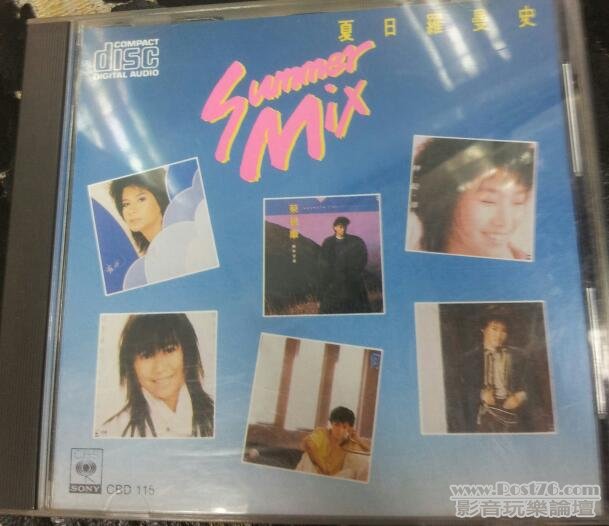 夏日羅曼史
COMPACT
disc
DIGITAL AUDIO
Summer
Mix
SONY
CBD 115
www.Post76.com
影音玩樂論壇